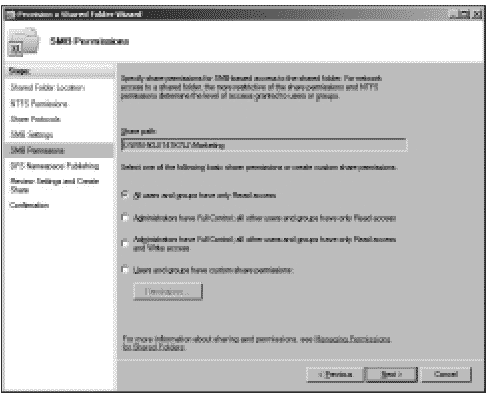 Provision a Shared Folder Wizard
SMB Permissions
Steps:
Shared Folder Location
NTFS Permissions
Share Protocols
SMB Settings
SMB Permissions
DFS Namespace Publishing
Review Settings and Create
Share
Confirmation
Specify share permissions for SMB-based access to the shared folder. For network
access to a shared folder, the more restrictive of the share permissions and NTFS
permissions determine the level of access granted to users or groups.
Share path:
Select one of the following basic share permissions or create custom share permissions.
All users and groups have only Read access
Administrators have Full Control; all other users and groups have only Read access
Administrators have Full Control; all other users and groups have only Read access
and Write access
Users and groups have custom share permissions:
Permissions...
For more information about sharing and permissions, see Managing Permissions
for Shared Folders.
< Previous
Next >
Cancel